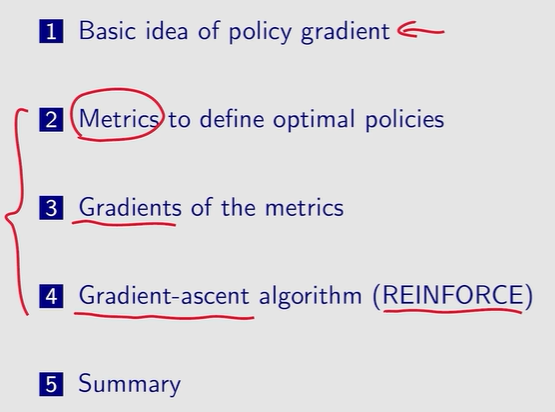 1 Basic idea of policy gradient
2 Metrics to define optimal policies
3 Gradients of the metrics
4 Gradient-ascent algorithm (REINFORCE)
5 Summary